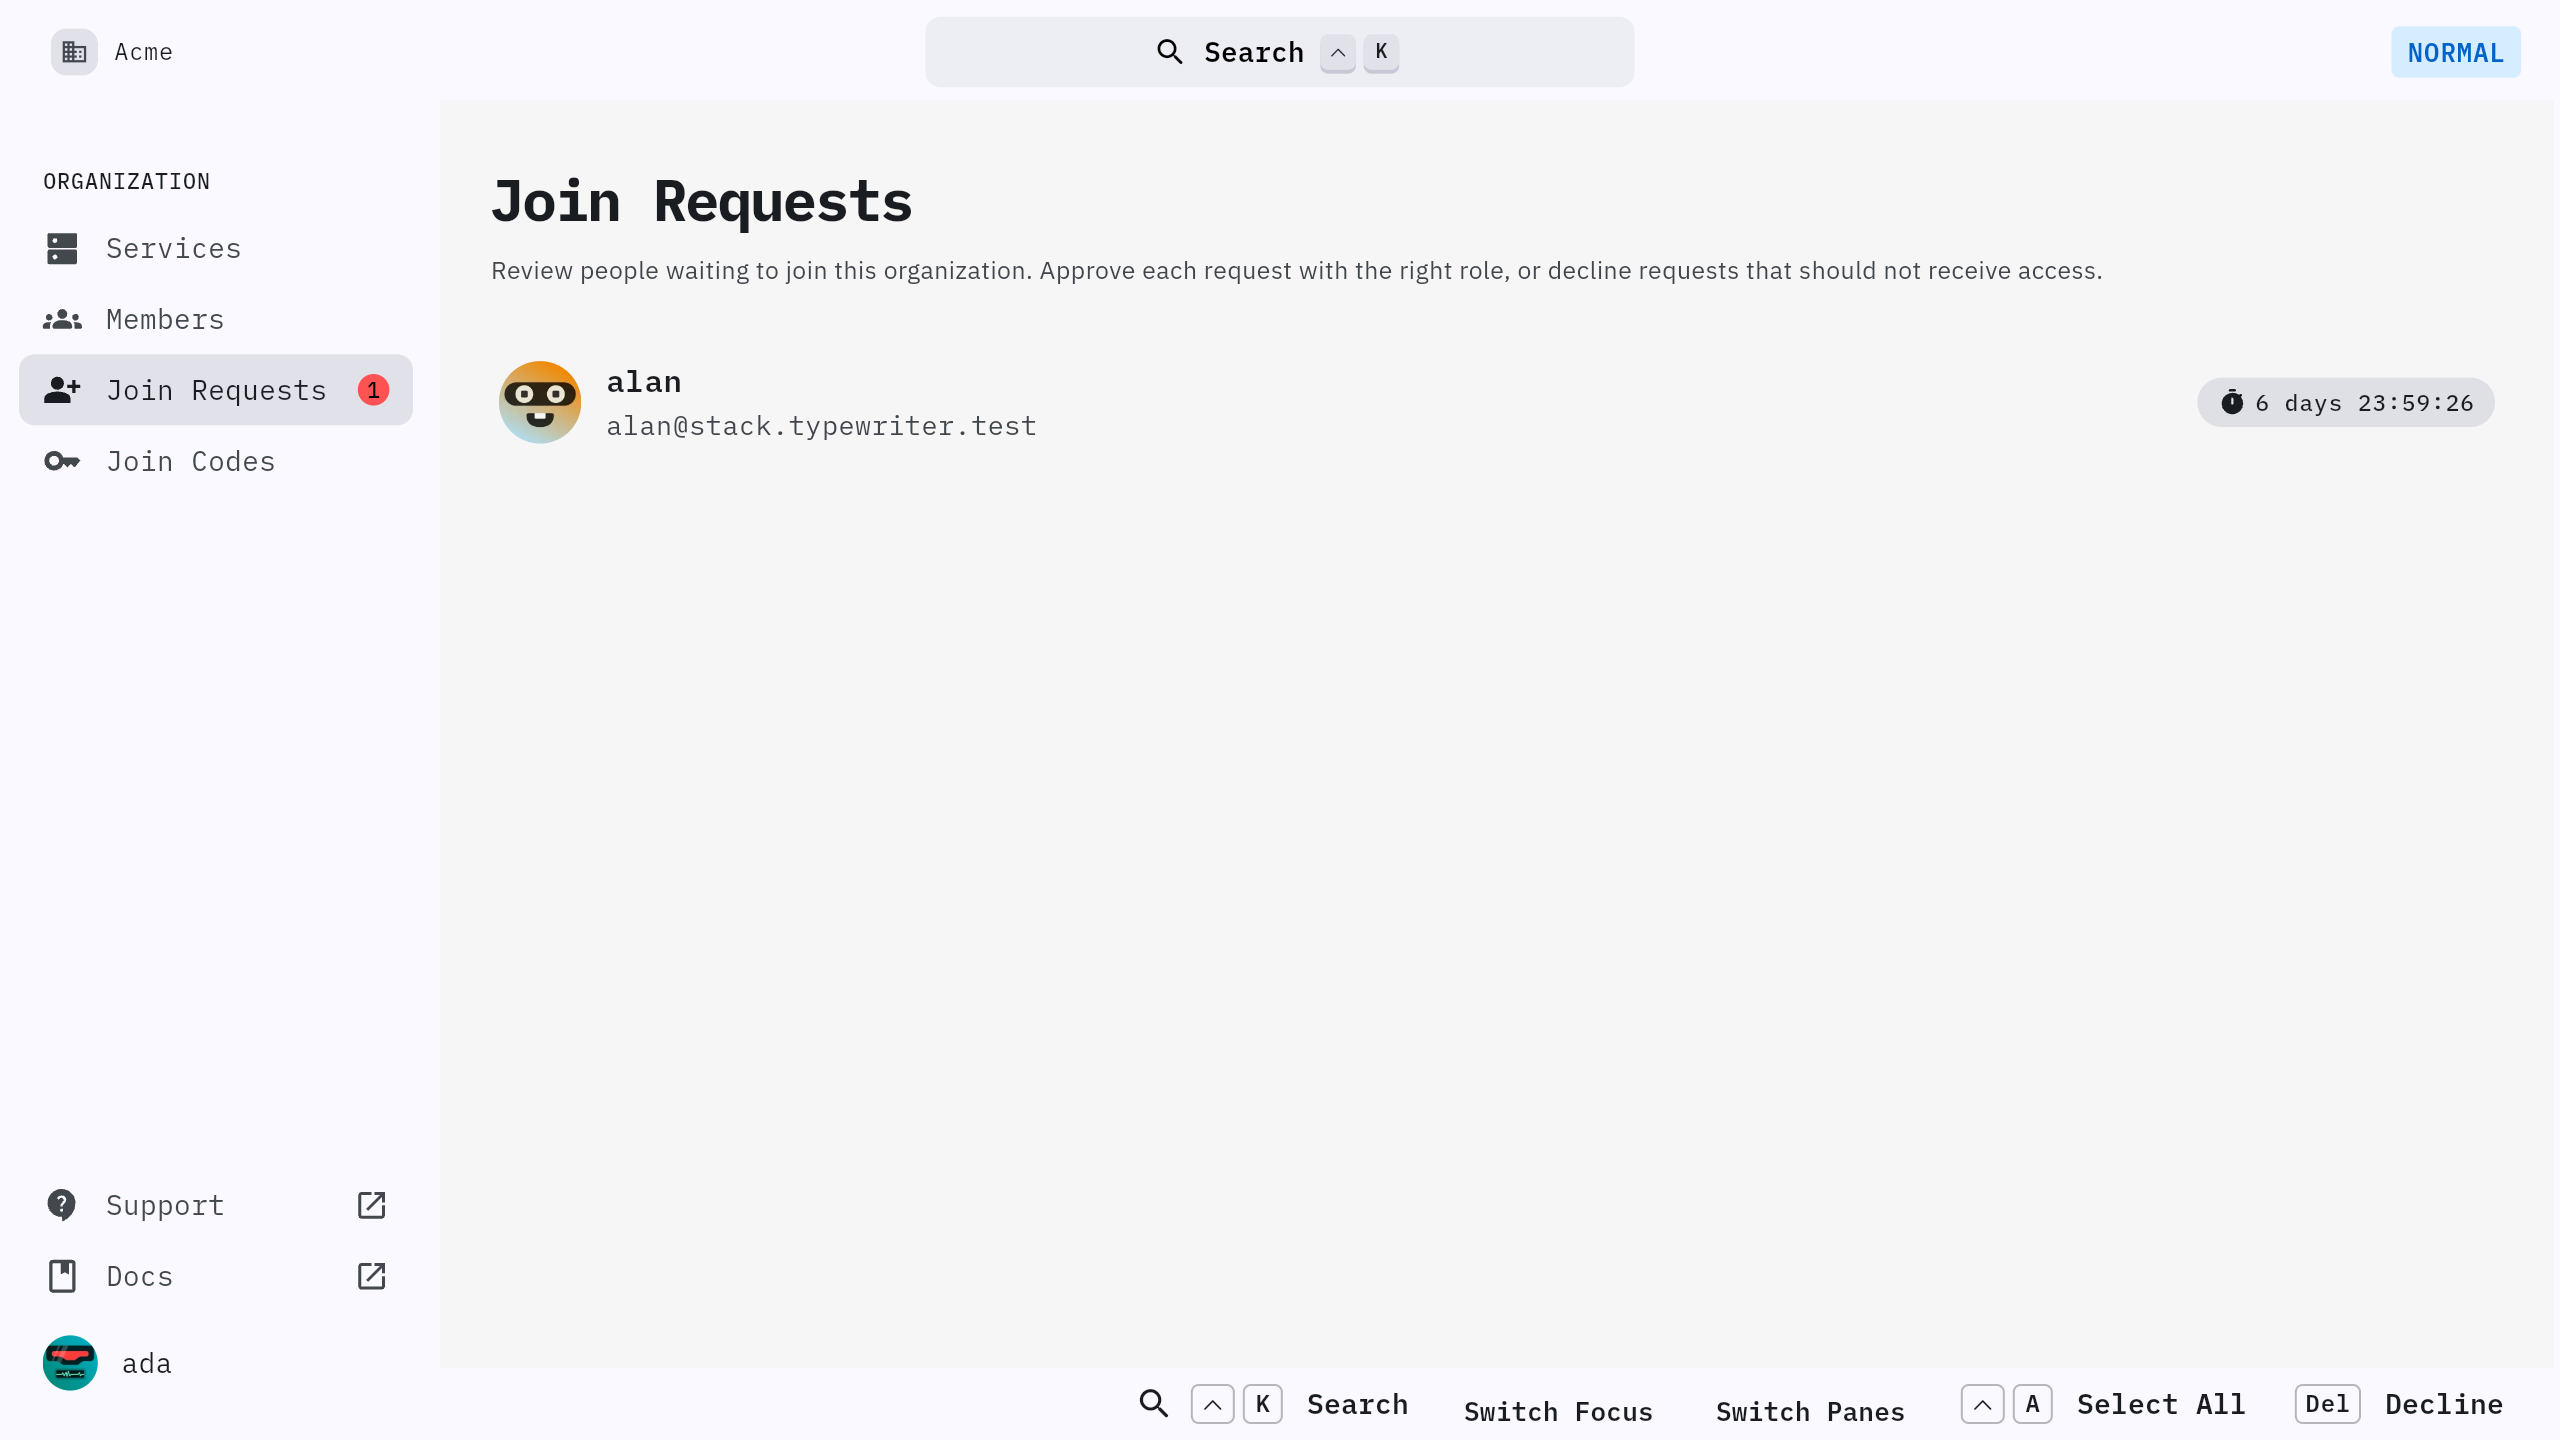 Acme
Search ^ K
NORMAL
ORGANIZATION
Services
Members
Join Requests 1
Join Codes
Join Requests
Review people waiting to join this organization. Approve each request with the right role, or decline requests that should not receive access.
alan
alan@stack.typewriter.test
6 days 23:59:26
Support
Docs
ada
^ K Search Switch Focus Switch Panes ^ A Select All Del Decline